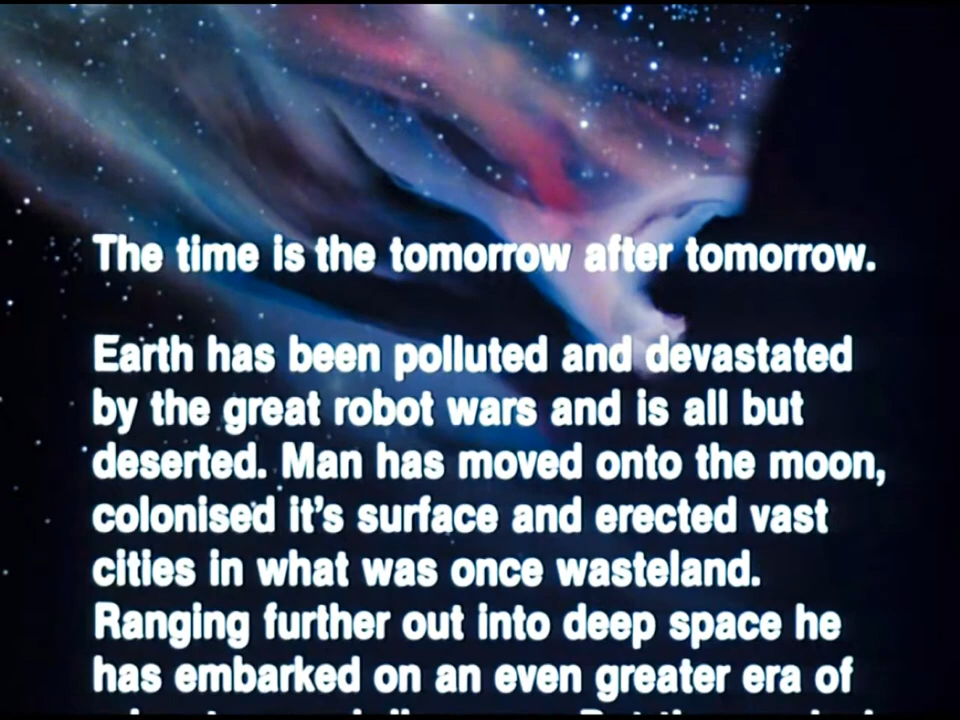 The time is the tomorrow after tomorrow.
Earth has been polluted and devastated
by the great robot wars and is all but
deserted. Man has moved onto the moon,
colonised it's surface and erected vast
cities in what was once wasteland.
Ranging further out into deep space he
has embarked on an even greater era of